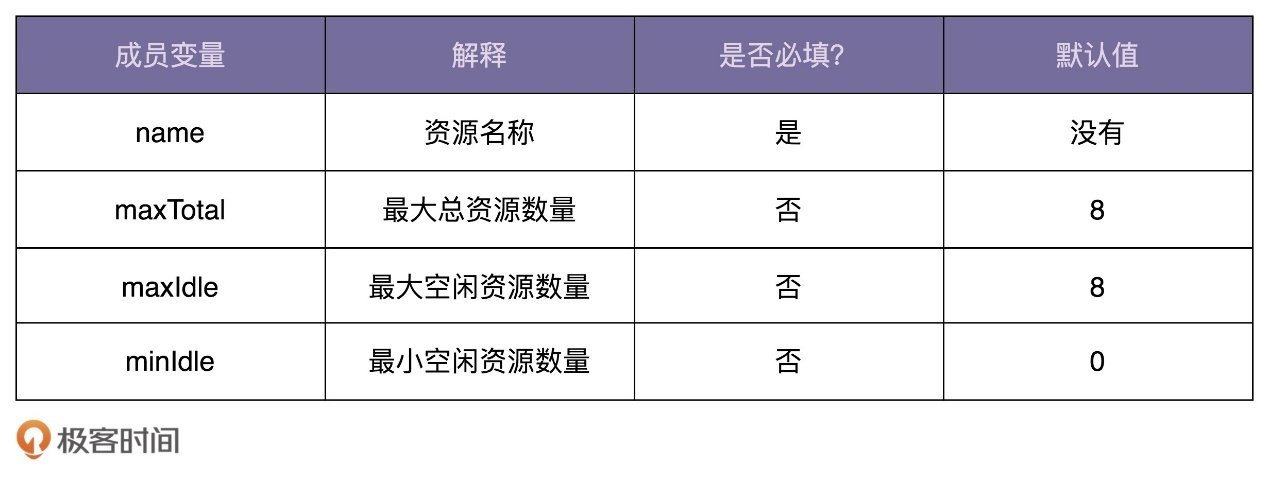 成员变量 解释 是否必填? 默认值
name 资源名称 是 没有
maxTotal 最大总资源数量 否 8
maxIdle 最大空闲资源数量 否 8
minIdle 最小空闲资源数量 否 0
极客时间